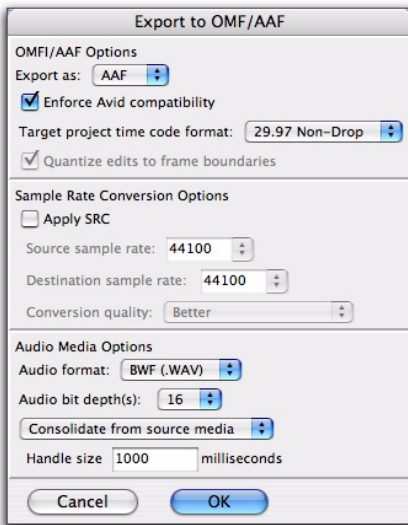 Export to OMF/AAF
OMFI/AAF Options
Export as: AAF
Enforce Avid compatibility
Target project time code format: 29.97 Non-Drop
Quantize edits to frame boundaries
Sample Rate Conversion Options
Apply SRC
Source sample rate: 44100
Destination sample rate: 44100
Conversion quality: Better
Audio Media Options
Audio format: BWF (.WAV)
Audio bit depth(s): 16
Consolidate from source media
Handle size 1000 milliseconds
Cancel OK